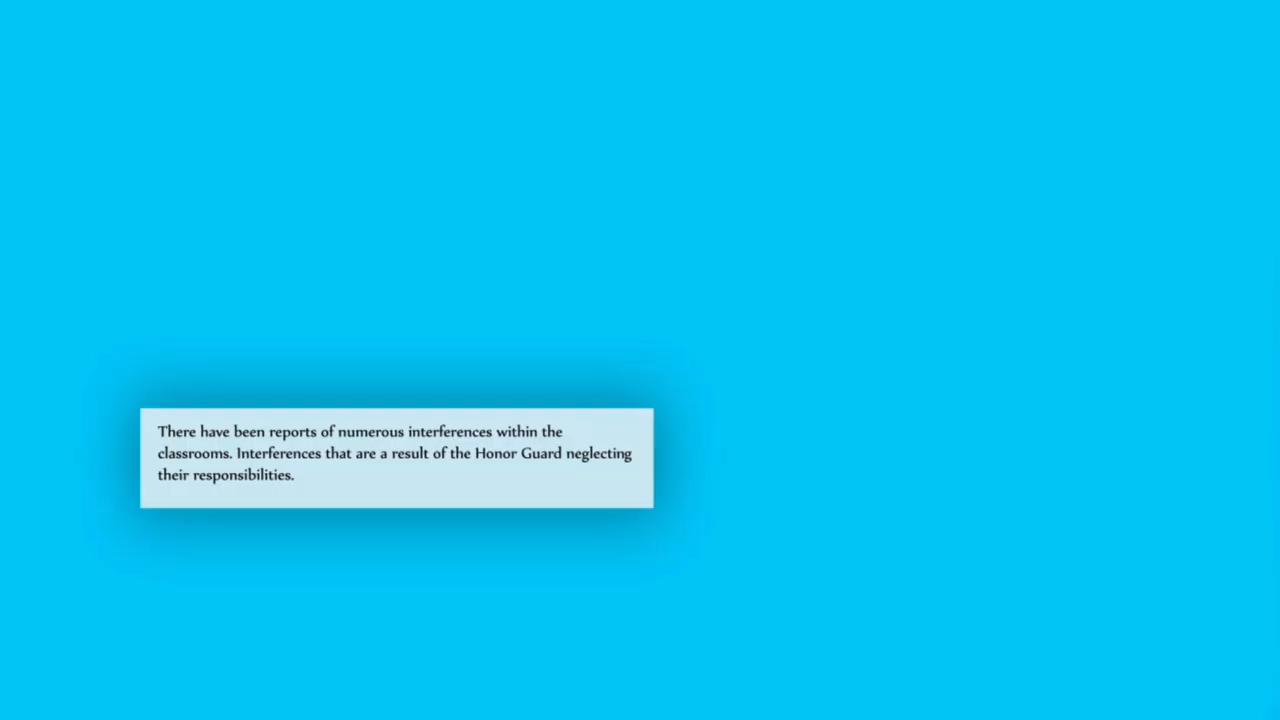 There have been reports of numerous interferences within the
classrooms. Interferences that are a result of the Honor Guard neglecting
their responsibilities.